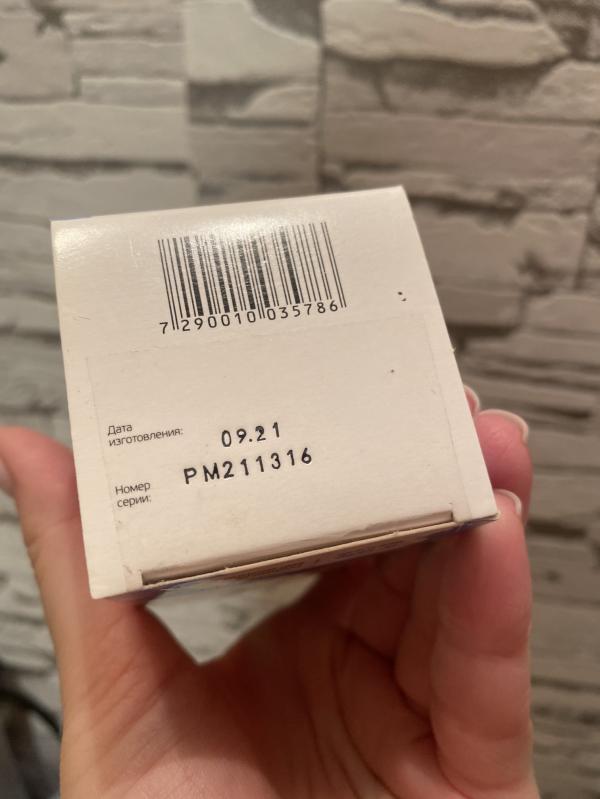 7 290010 035786
Дата
изготовления:
09.21
Номер
серии:
PM211316